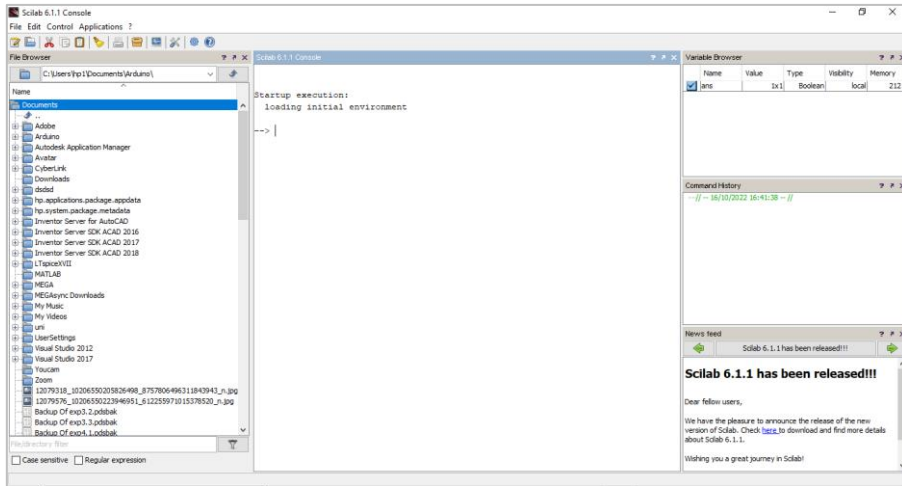 Scilab 6.1.1 Console
File Edit Control Applications ?
File Browser
C:\Users\hp1\Documents\Arduino\
Name
Documents
..
Adobe
Arduino
Autodesk Application Manager
Avatar
CyberLink
Downloads
dsdsd
hp.applications.package.appdata
hp.system.package.metadata
Inventor Server for AutoCAD
Inventor Server SDK ACAD 2016
Inventor Server SDK ACAD 2017
Inventor Server SDK ACAD 2018
LTspiceXVII
MATLAB
MEGA
MEGAsync Downloads
My Music
My Videos
uni
UserSettings
Visual Studio 2012
Visual Studio 2017
Youcam
Zoom
12079318_10206550205826498_8757806496311843943_n.jpg
12079576_10206550223946951_612255971015378520_n.jpg
Backup Of exp3.2.pdsbak
Backup Of exp3.3.pdsbak
Backup Of exp4.1.pdsbak
File/directory filter
Case sensitive Regular expression
Scilab 6.1.1 Console
Startup execution:
loading initial environment
-->
Variable Browser
Name Value Type Visibility Memory
ans 1x1 Boolean local 212
Command History
// -- 16/10/2022 16:41:38 -- //
News feed
Scilab 6.1.1 has been released!!!
Scilab 6.1.1 has been released!!!
Dear fellow users,
We have the pleasure to announce the release of the new
version of Scilab. Check here to download and find more details
about Scilab 6.1.1.
Wishing you a great journey in Scilab!